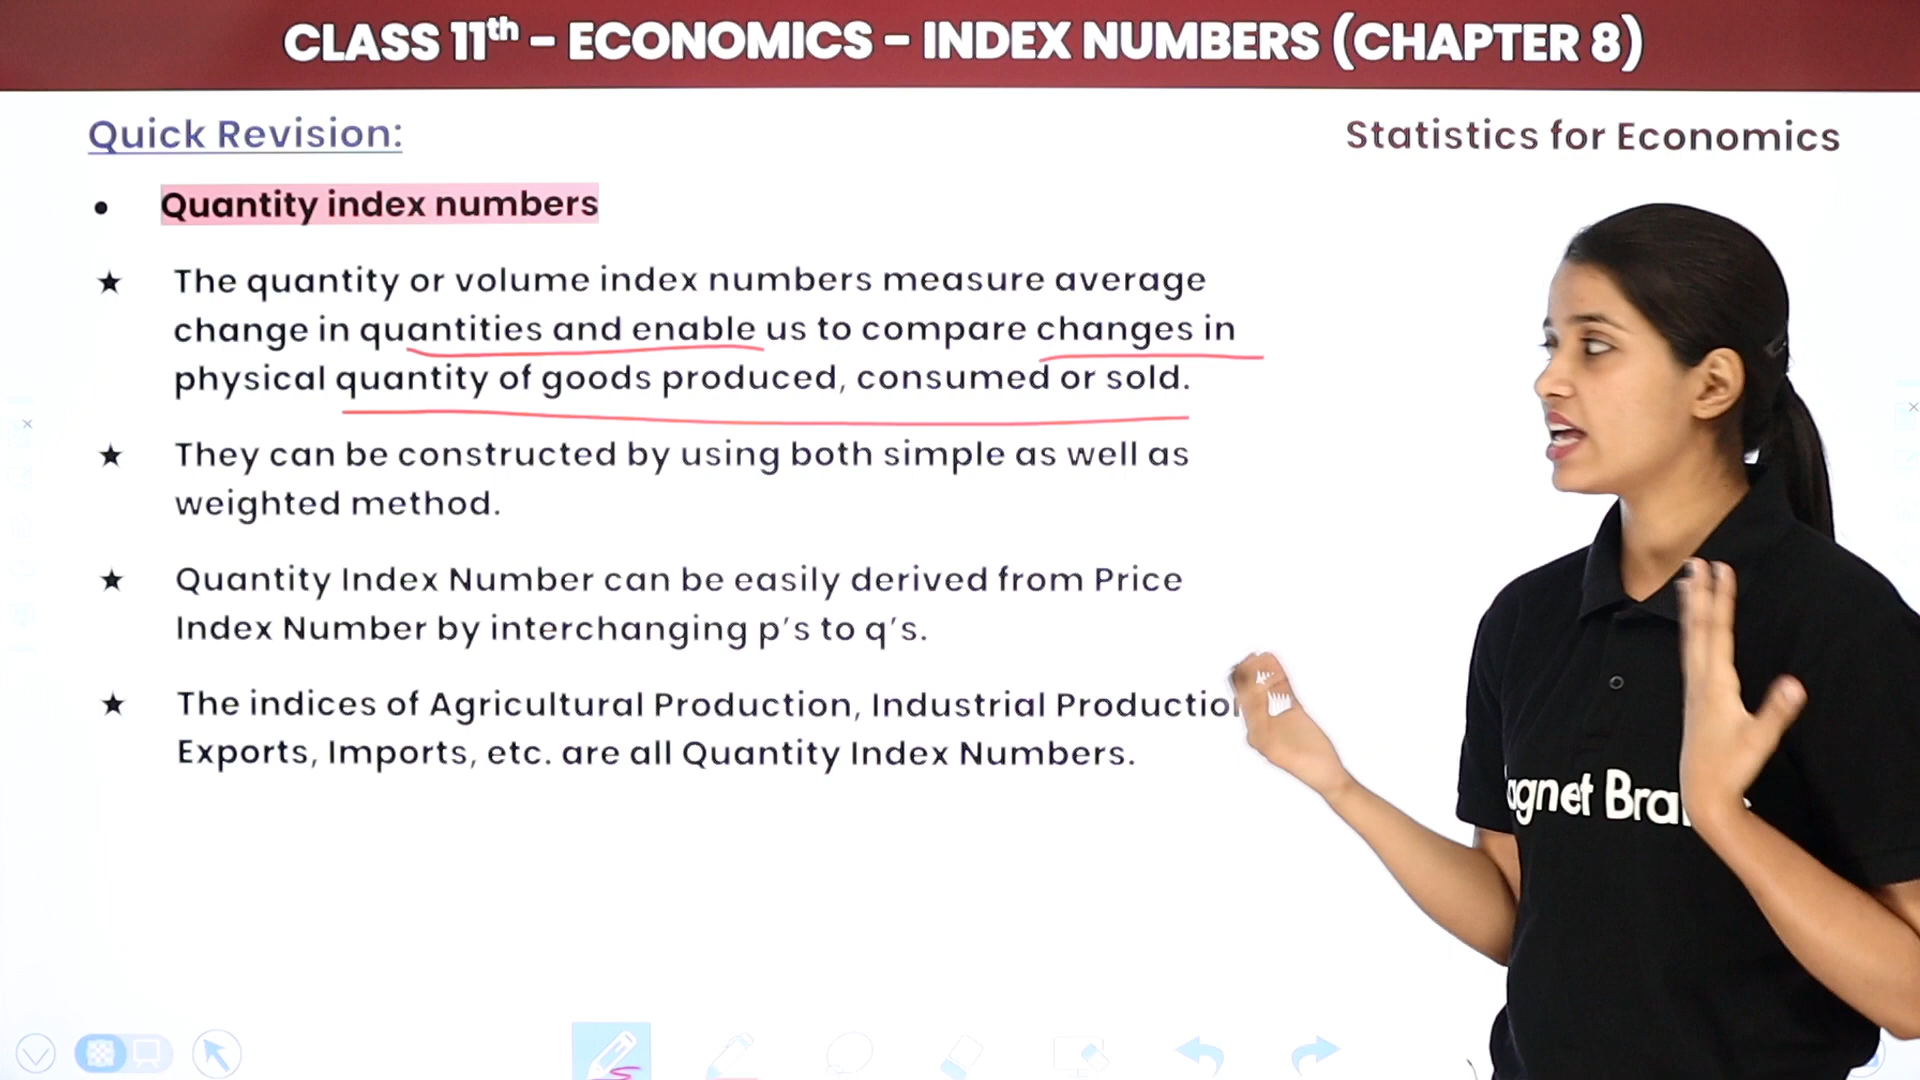 CLASS 11th – ECONOMICS – INDEX NUMBERS (CHAPTER 8)
Quick Revision:
Statistics for Economics
• Quantity index numbers
★ The quantity or volume index numbers measure average
change in quantities and enable us to compare changes in
physical quantity of goods produced, consumed or sold.
★ They can be constructed by using both simple as well as
weighted method.
★ Quantity Index Number can be easily derived from Price
Index Number by interchanging p's to q's.
★ The indices of Agricultural Production, Industrial Productio
Exports, Imports, etc. are all Quantity Index Numbers.
agnet Bra